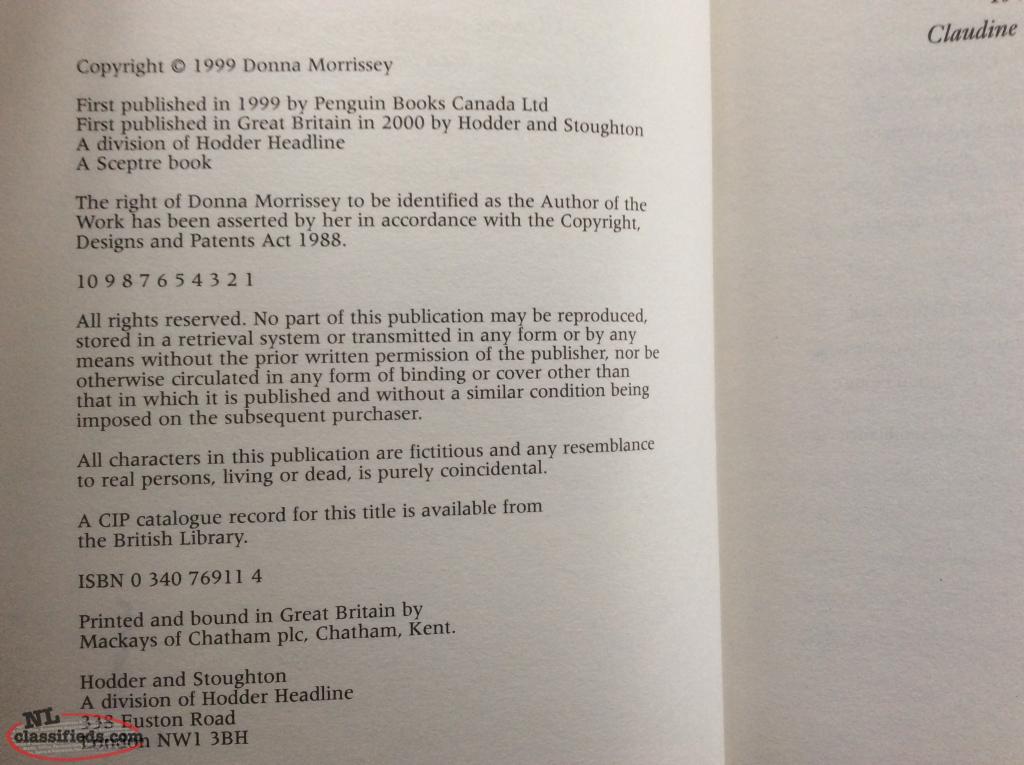 Copyright © 1999 Donna Morrissey
First published in 1999 by Penguin Books Canada Ltd
First published in Great Britain in 2000 by Hodder and Stoughton
A division of Hodder Headline
A Sceptre book
The right of Donna Morrissey to be identified as the Author of the
Work has been asserted by her in accordance with the Copyright,
Designs and Patents Act 1988.
10 9 8 7 6 5 4 3 2 1
All rights reserved. No part of this publication may be reproduced,
stored in a retrieval system or transmitted in any form or by any
means without the prior written permission of the publisher, nor be
otherwise circulated in any form of binding or cover other than
that in which it is published and without a similar condition being
imposed on the subsequent purchaser.
All characters in this publication are fictitious and any resemblance
to real persons, living or dead, is purely coincidental.
A CIP catalogue record for this title is available from
the British Library.
ISBN 0 340 76911 4
Printed and bound in Great Britain by
Mackays of Chatham plc, Chatham, Kent.
Hodder and Stoughton
A division of Hodder Headline
338 Euston Road
London NW1 3BH
NL
classifieds.com
Claudine